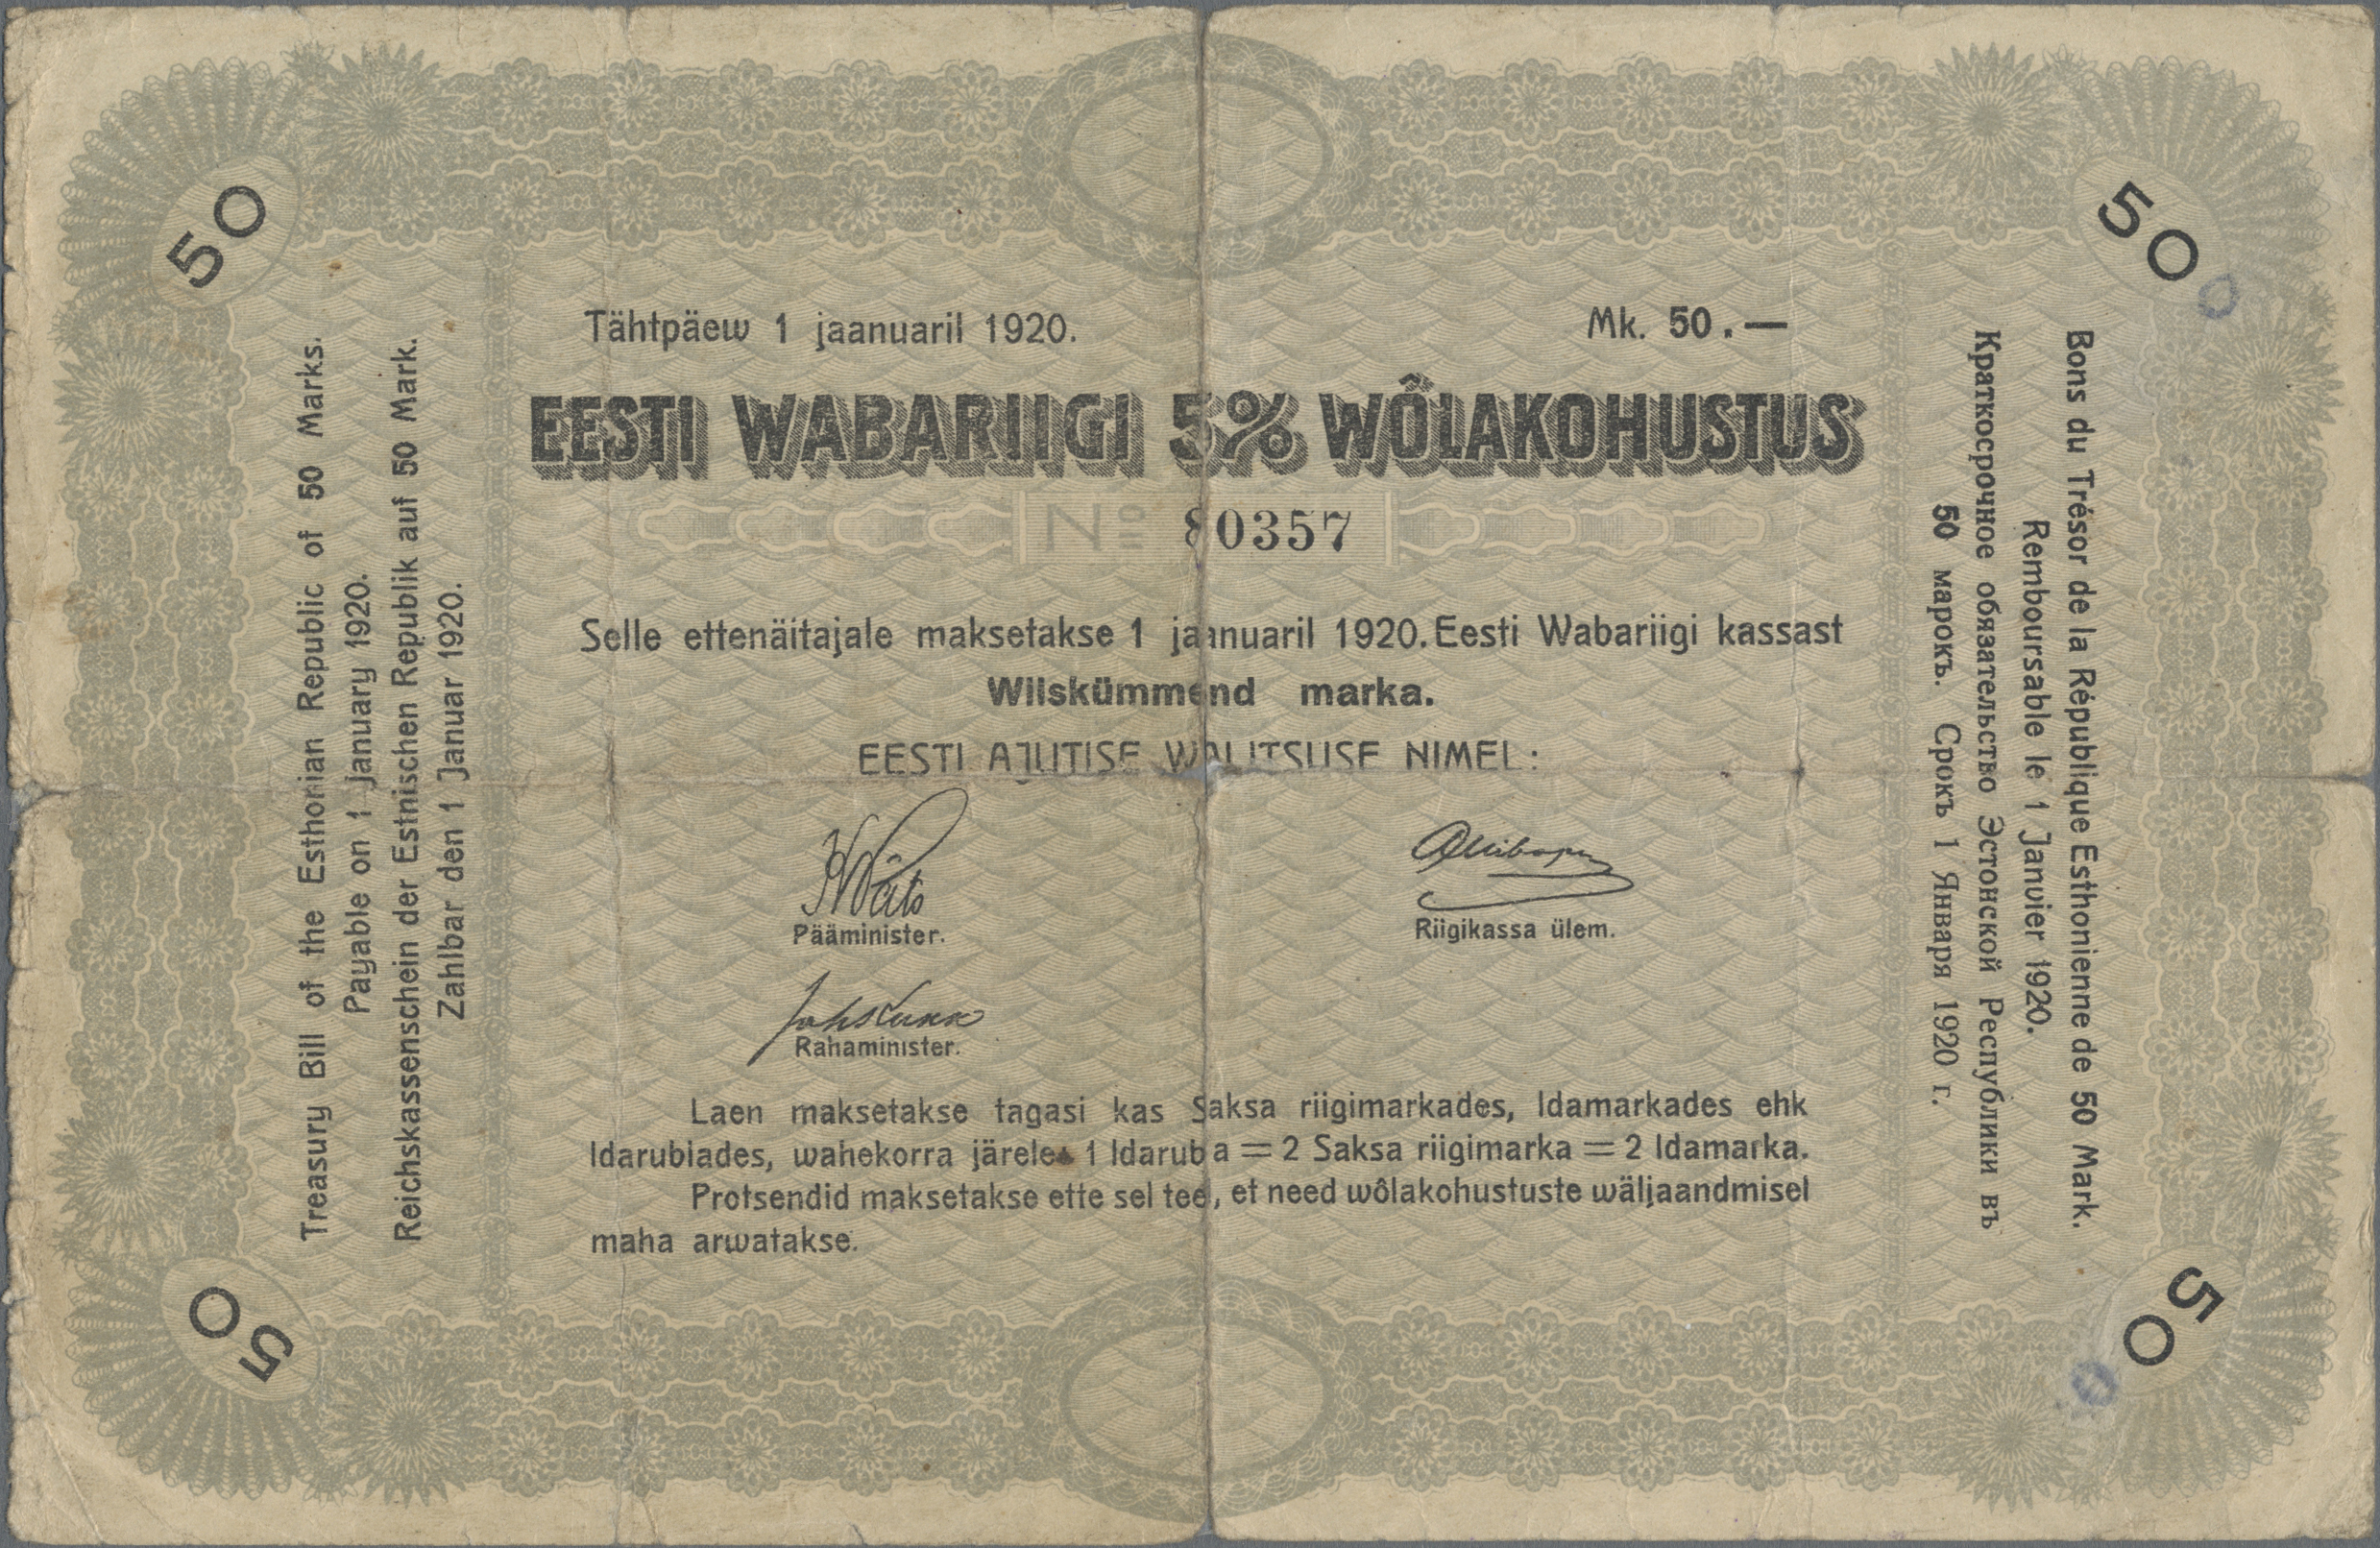 50
50
Tähtpäew 1 jaanuaril 1920.
Mk. 50.—
EESTI WABARIIGI 5% WÕLAKOHUSTUS
No 80357
Selle ettenäitajale maksetakse 1 jaanuaril 1920. Eesti Wabariigi kassast
Wiiskümmend marka.
EESTI AJUTISE WALITSUSE NIMEL:
KPäts
Pääminister.
Riigikassa ülem.
JuhsKukk
Rahaminister.
Laen maksetakse tagasi kas Saksa riigimarkades, Idamarkades ehk
Idarublades, wahekorra järele: 1 Idarubla = 2 Saksa riigimarka = 2 Idamarka.
Protsendid maksetakse ette sel teel, et need wôlakohustuste wäljaandmisel
maha arwatakse.
Treasury Bill of the Esthonian Republic of 50 Marks.
Payable on 1 January 1920.
Reichskassenschein der Estnischen Republik auf 50 Mark.
Zahlbar den 1 Januar 1920.
Bons du Trésor de la République Esthonienne de 50 Mark.
Remboursable le 1 Janvier 1920.
Краткосрочное обязательство Эстонской Республики въ
50 марокъ. Срокъ 1 Января 1920 г.
50
50